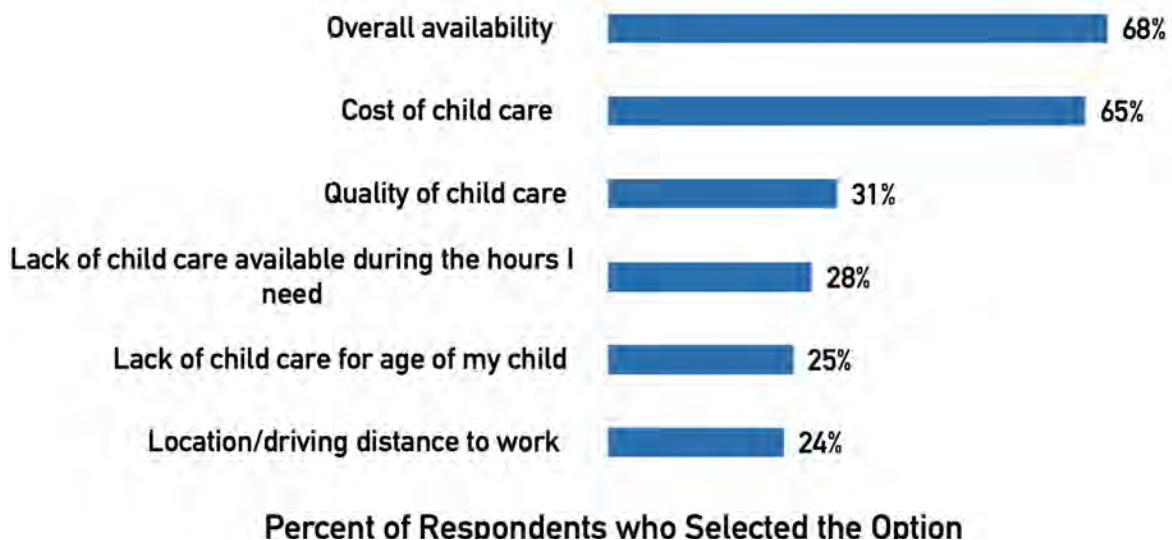 Overall availability 68%
Cost of child care 65%
Quality of child care 31%
Lack of child care available during the hours I
need 28%
Lack of child care for age of my child 25%
Location/driving distance to work 24%
Percent of Respondents who Selected the Option